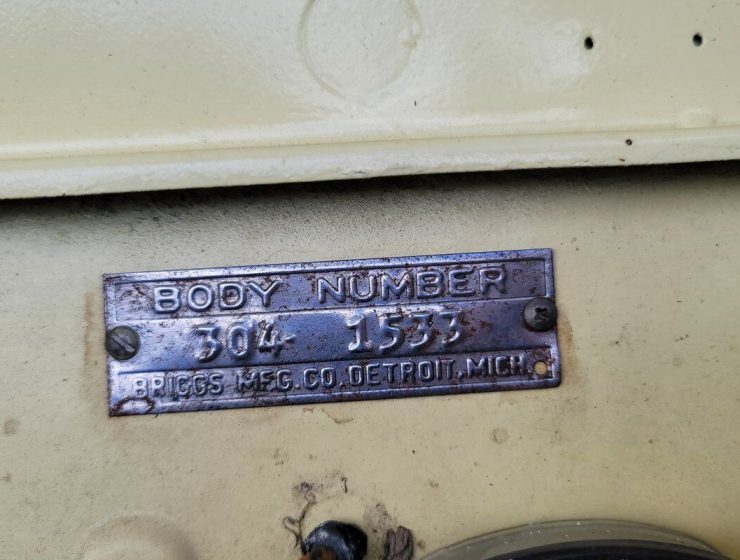 BODY NUMBER
304 1533
BRIGGS MFG. CO. DETROIT, MICH.